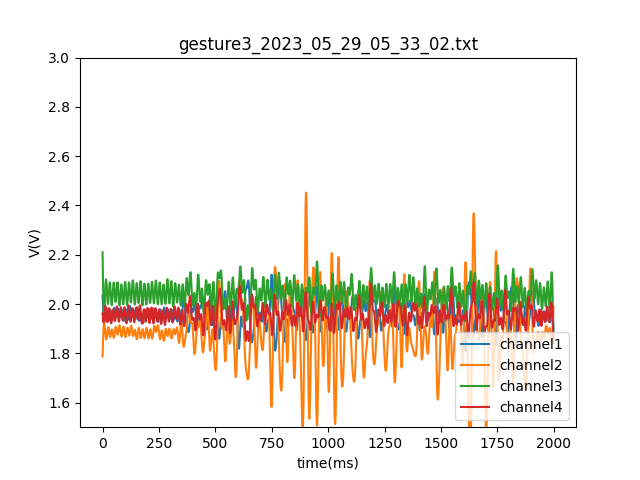 gesture3_2023_05_29_05_33_02.txt
V(V)
3.0
2.8
2.6
2.4
2.2
2.0
1.8
1.6
channel1
channel2
channel3
channel4
0 250 500 750 1000 1250 1500 1750 2000
time(ms)